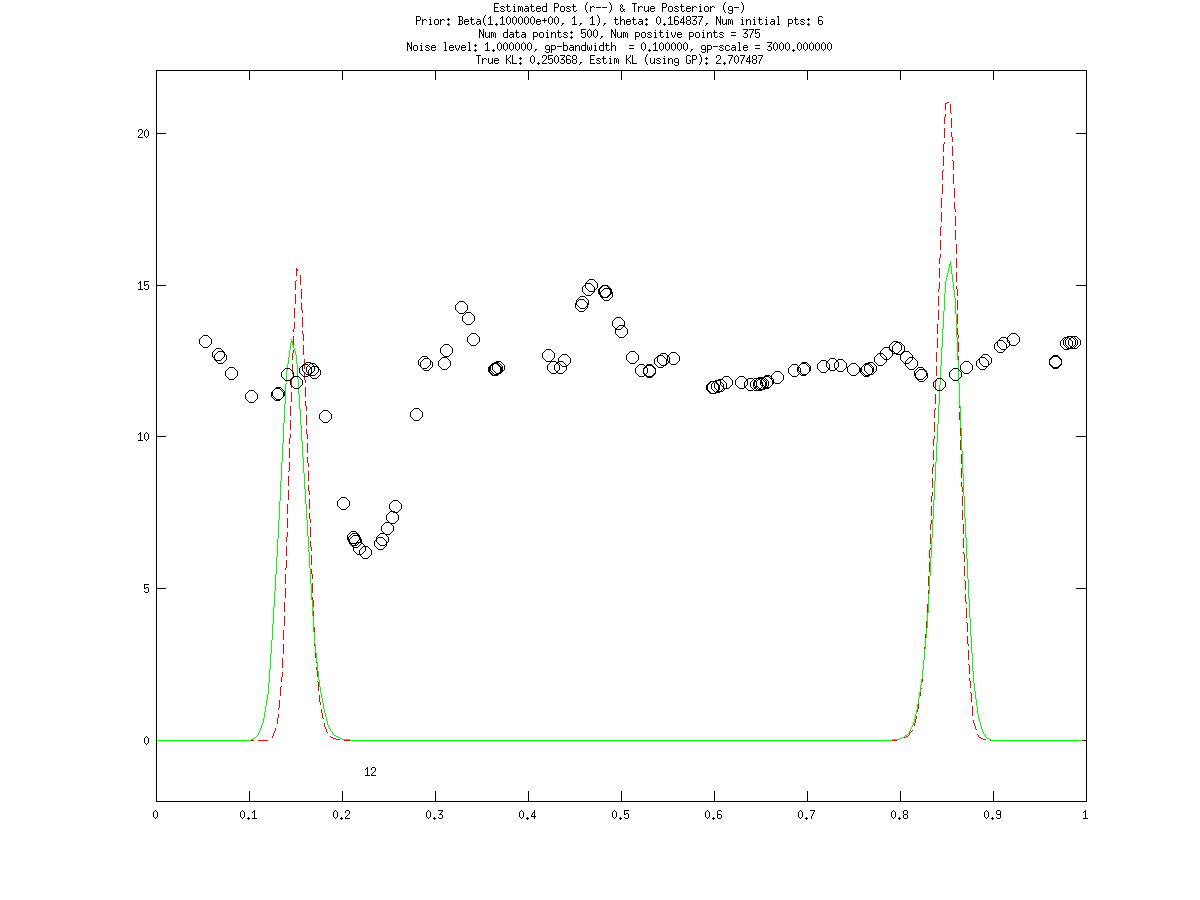 Estimated Post (r--) & True Posterior (g-)
Prior: Beta(1.100000e+00, 1, 1), theta: 0.164837, Num initial pts: 6
Num data points: 500, Num positive points = 375
Noise level: 1.000000, gp-bandwidth  = 0.100000, gp-scale = 3000.000000
True KL: 0.250368, Estim KL (using GP): 2.707487
20
15
10
5
0
12
0 0.1 0.2 0.3 0.4 0.5 0.6 0.7 0.8 0.9 1